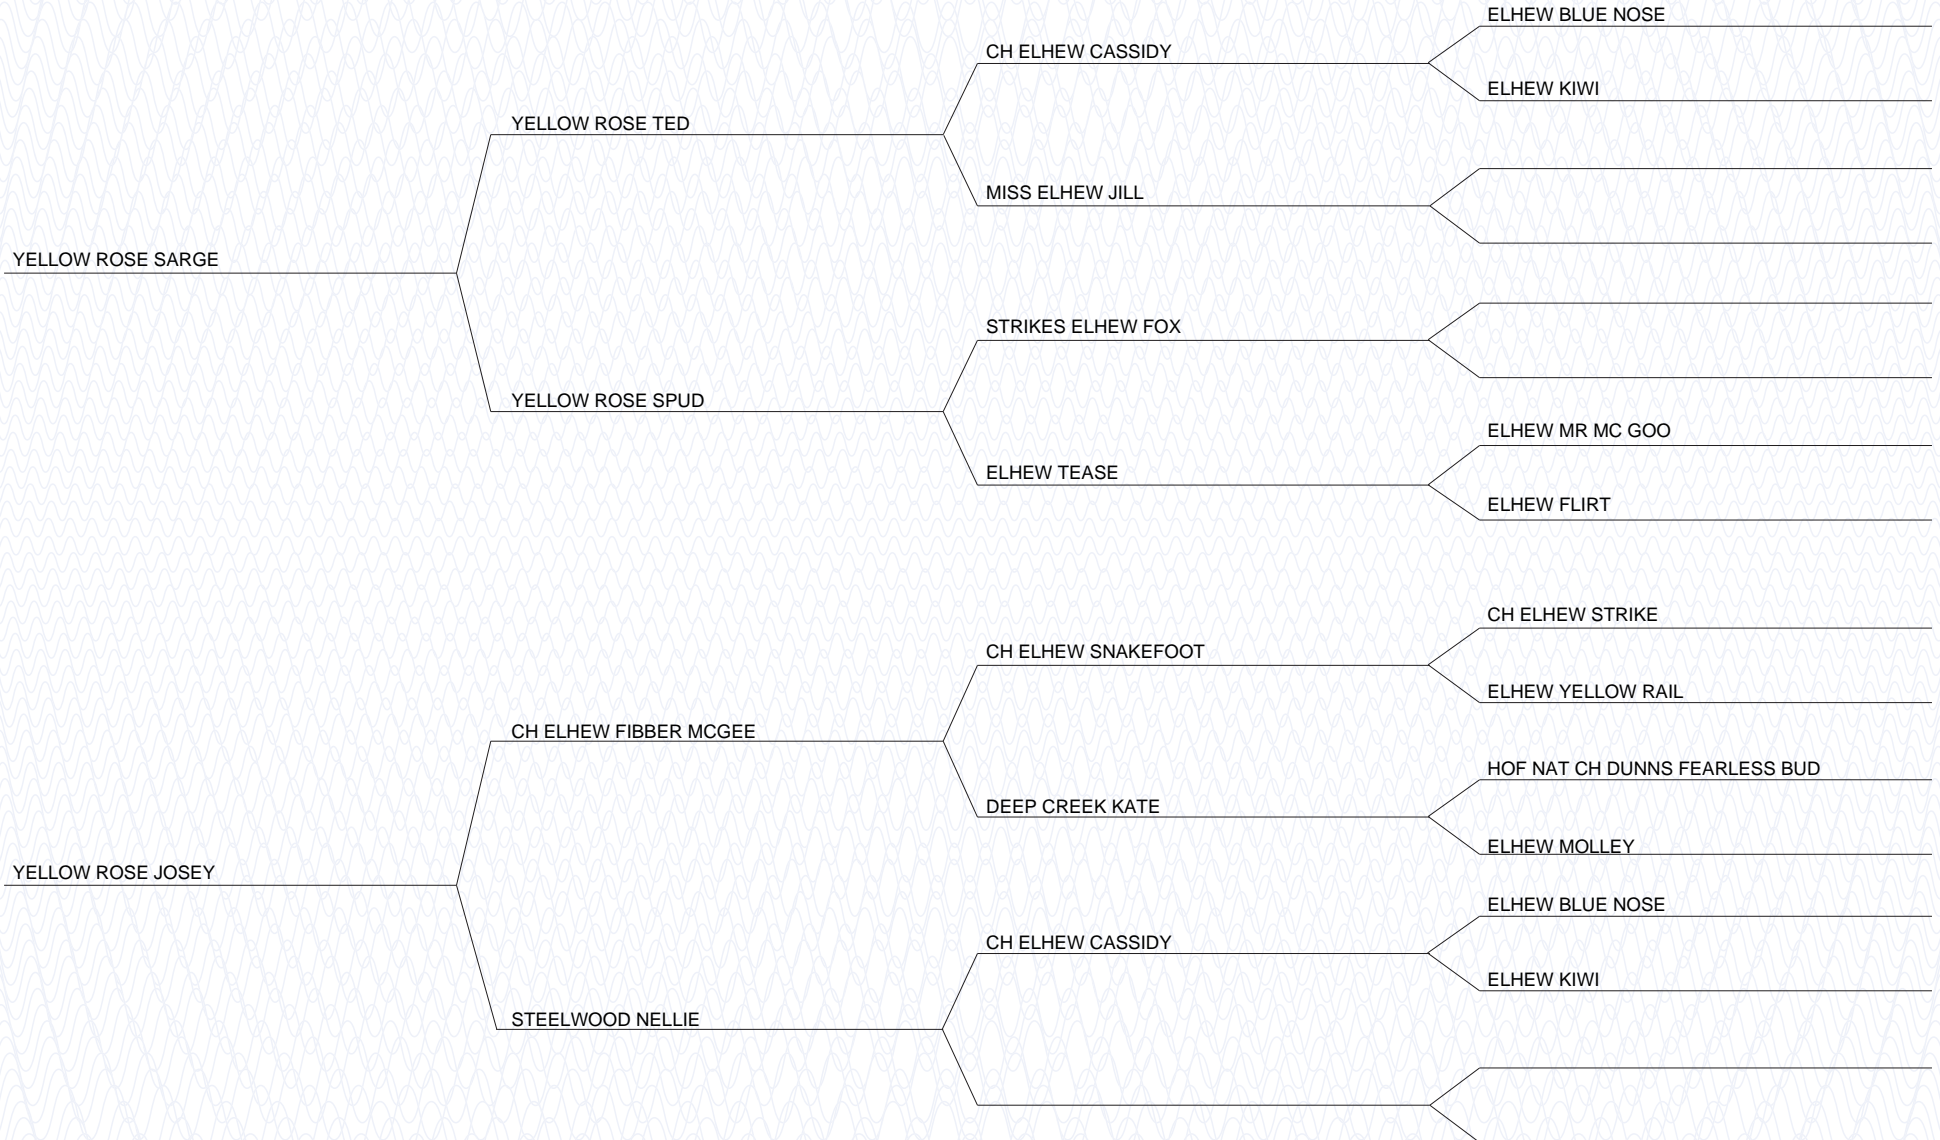 ELHEW BLUE NOSE
CH ELHEW CASSIDY
ELHEW KIWI
YELLOW ROSE TED
MISS ELHEW JILL
YELLOW ROSE SARGE
STRIKES ELHEW FOX
YELLOW ROSE SPUD
ELHEW MR MC GOO
ELHEW TEASE
ELHEW FLIRT
CH ELHEW STRIKE
CH ELHEW SNAKEFOOT
ELHEW YELLOW RAIL
CH ELHEW FIBBER MCGEE
HOF NAT CH DUNNS FEARLESS BUD
DEEP CREEK KATE
ELHEW MOLLEY
YELLOW ROSE JOSEY
ELHEW BLUE NOSE
CH ELHEW CASSIDY
ELHEW KIWI
STEELWOOD NELLIE